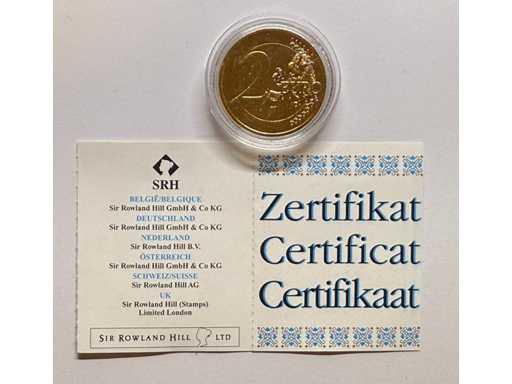 2 EURO
SRH
BELGIË/BELGIQUE
Sir Rowland Hill GmbH & Co KG
DEUTSCHLAND
Sir Rowland Hill GmbH & Co KG
NEDERLAND
Sir Rowland Hill B.V.
ÖSTERREICH
Sir Rowland Hill GmbH & Co KG
SCHWEIZ/SUISSE
Sir Rowland Hill AG
UK
Sir Rowland Hill (Stamps)
Limited London
SIR ROWLAND HILL LTD
Zertifikat
Certificat
Certifikaat